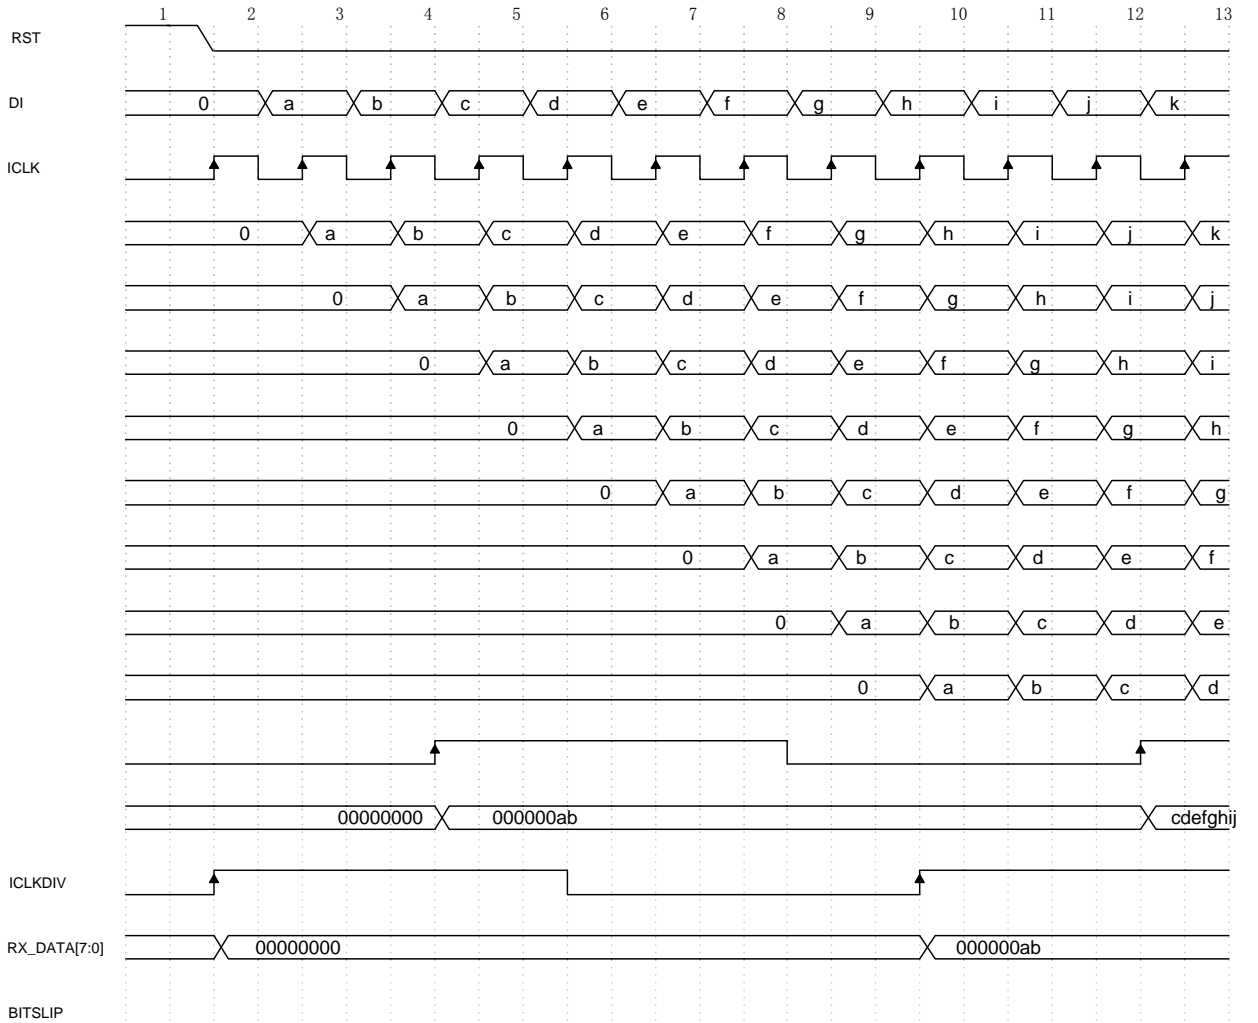 1 2 3 4 5 6 7 8 9 10 11 12 13
RST
DI 0 a b c d e f g h i j k
ICLK
0 a b c d e f g h i j k
0 a b c d e f g h i j
0 a b c d e f g h i
0 a b c d e f g h
0 a b c d e f g
0 a b c d e f
0 a b c d e
0 a b c d
00000000 000000ab cdefghij
ICLKDIV
RX_DATA[7:0] 00000000 000000ab
BITSLIP